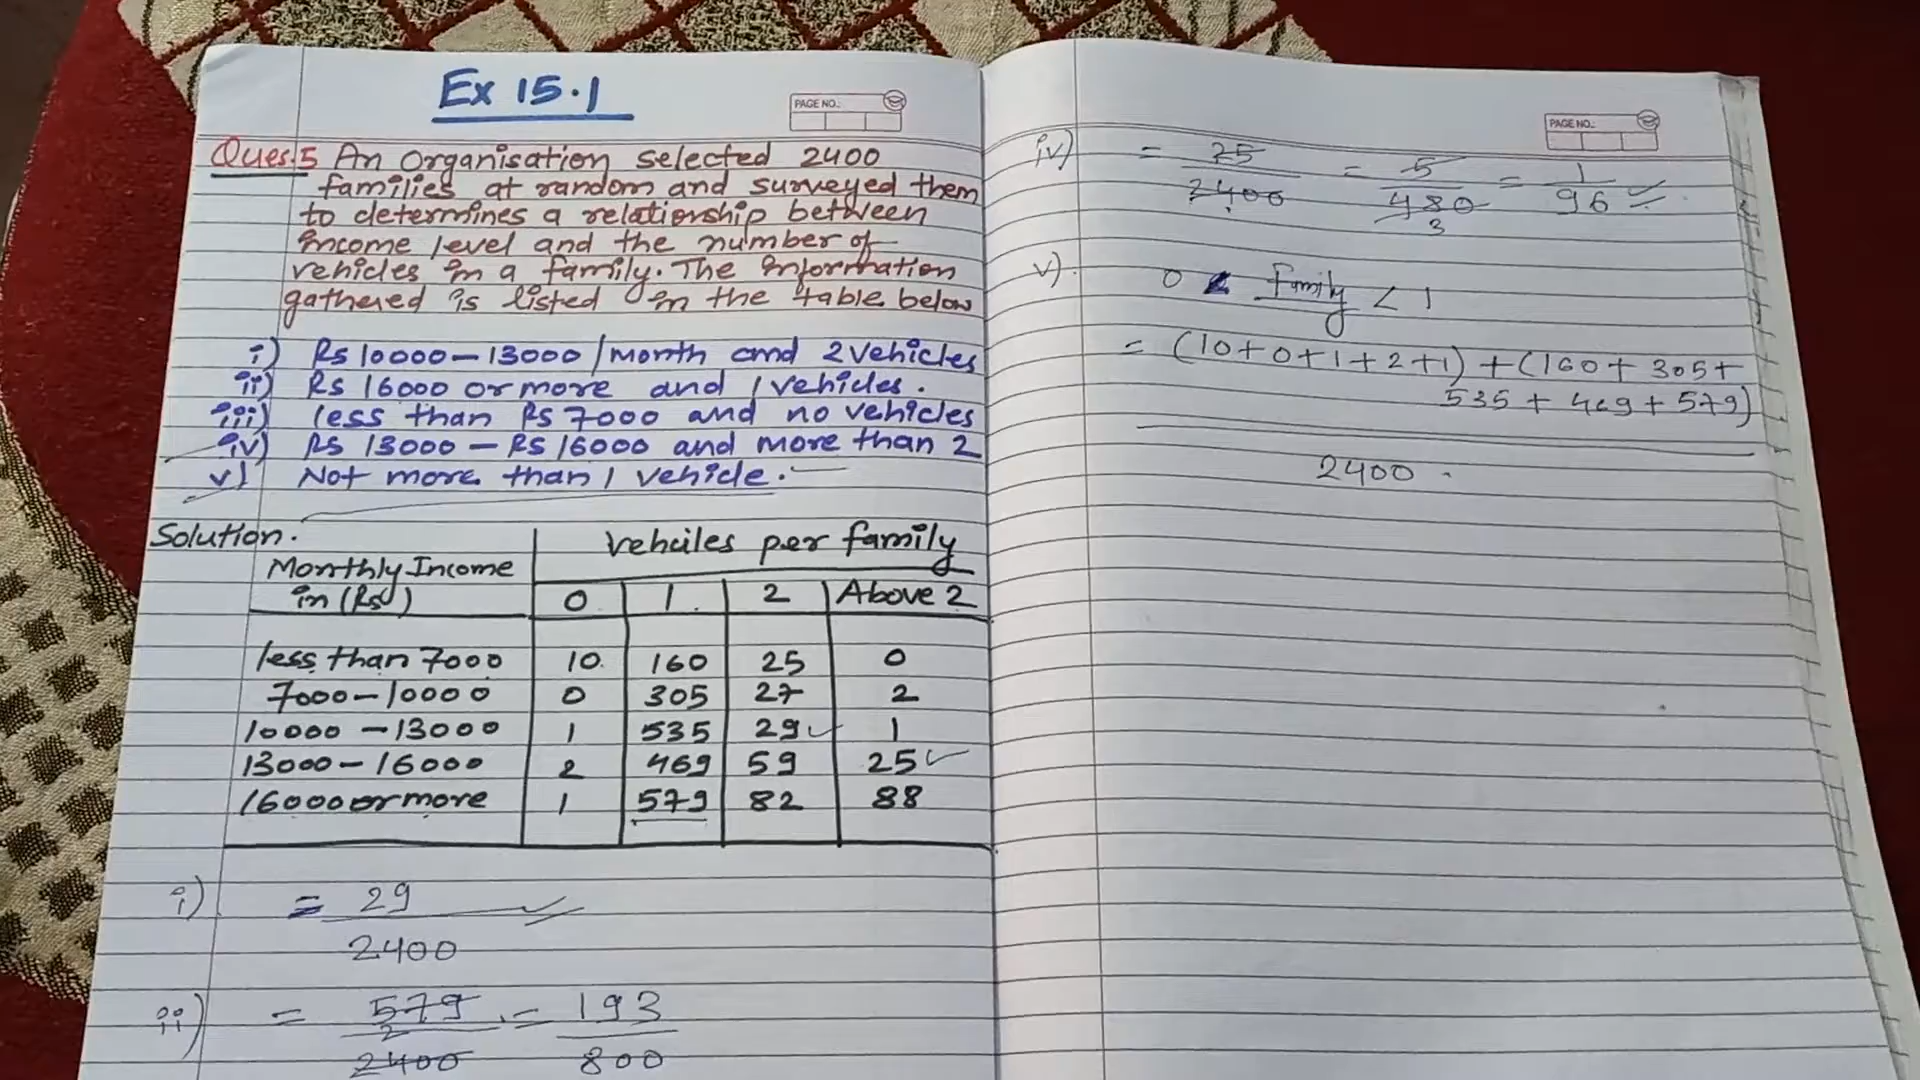 Ex 15.1
PAGE NO.:
Ques.5 An Organisation selected 2400
families at random and surveyed them
to determines a relationship between
income level and the number of
vehicles in a family. The information
gathered is listed in the table below
i) Rs 10000-13000 /month and 2 vehicles
ii) Rs 16000 or more and 1 vehicles.
iii) less than Rs 7000 and no vehicles
iv) Rs 13000 - Rs 16000 and more than 2
v) Not more than 1 vehicle.
Solution.
Vehciles per family
Monthly Income
in (Rs)
0 1. 2 Above 2
less than 7000 10. 160 25 0
7000-10000 0 305 27 2
10000-13000 1 535 29 1
13000-16000 2 469 59 25
16000 or more 1 579 82 88
i) = 29
2400
ii) = 579 = 193
2400 800
PAGE NO.:
iv) = 25 = 5 = 1
2400 480 96
3
v). 0 < Family < 1
= (10+0+1+2+1) + (160+305+
535+469+579)
2400